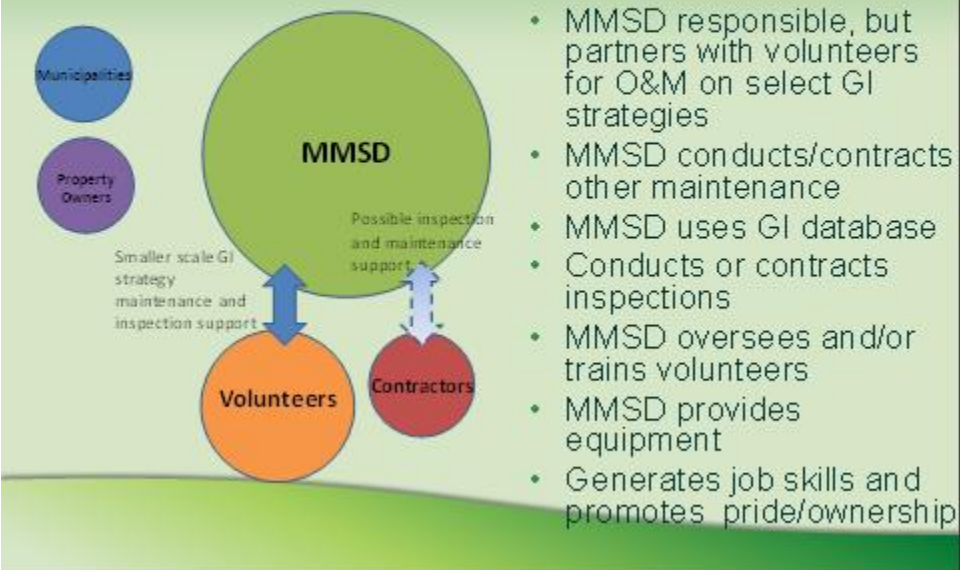 Municipalities
Property
Owners
MMSD
Possible inspection
and maintenance
support
Smaller scale GI
strategy
maintenance and
inspection support
Volunteers
Contractors
• MMSD responsible, but
partners with volunteers
for O&M on select GI
strategies
• MMSD conducts/contracts
other maintenance
• MMSD uses GI database
• Conducts or contracts
inspections
• MMSD oversees and/or
trains volunteers
• MMSD provides
equipment
• Generates job skills and
promotes pride/ownership